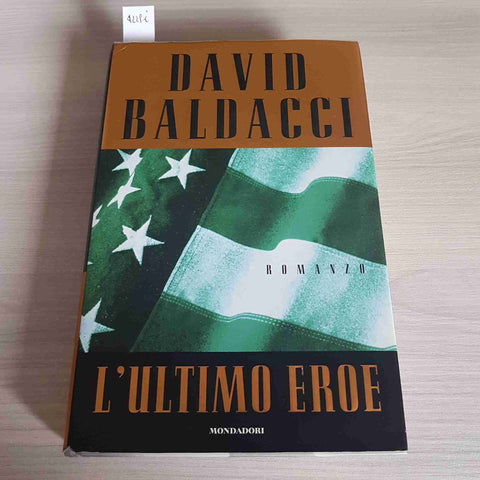 DAVID
BALDACCI
ROMANZO
L'ULTIMO EROE
MONDADORI